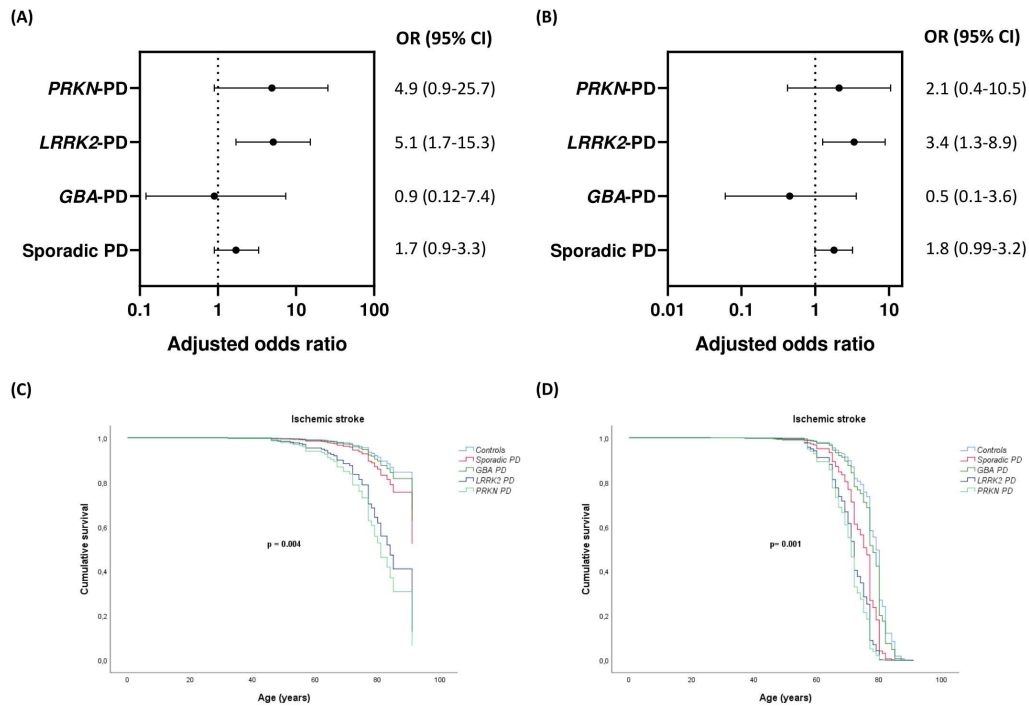 (A)
OR (95% CI)
PRKN-PD
4.9 (0.9-25.7)
LRRK2-PD
5.1 (1.7-15.3)
GBA-PD
0.9 (0.12-7.4)
Sporadic PD
1.7 (0.9-3.3)
0.1 1 10 100
Adjusted odds ratio
(B)
OR (95% CI)
PRKN-PD
2.1 (0.4-10.5)
LRRK2-PD
3.4 (1.3-8.9)
GBA-PD
0.5 (0.1-3.6)
Sporadic PD
1.8 (0.99-3.2)
0.01 0.1 1 10
Adjusted odds ratio
(C)
Ischemic stroke
Cumulative survival
1,0
0,8
0,6
0,4
0,2
0,0
p = 0.004
Controls
Sporadic PD
GBA PD
LRRK2 PD
PRKN PD
0 20 40 60 80 100
Age (years)
(D)
Ischemic stroke
Cumulative survival
1,0
0,8
0,6
0,4
0,2
0,0
p= 0.001
Controls
Sporadic PD
GBA PD
LRRK2 PD
PRKN PD
0 20 40 60 80 100
Age (years)